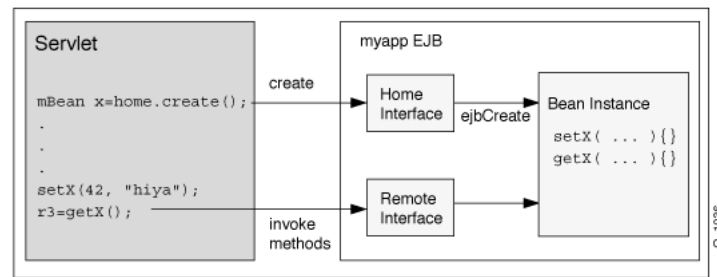 Servlet
mBean x=home.create();
.
.
.
setX(42, "hiya");
r3=getX();
create
invoke
methods
myapp EJB
Home
Interface
ejbCreate
Remote
Interface
Bean Instance
setX( ... ){}
getX( ... ){}